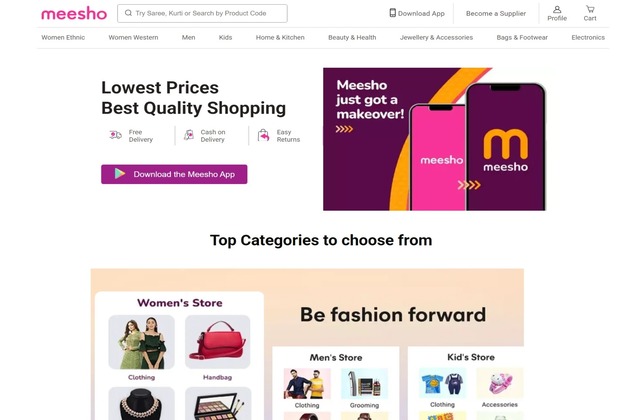 meesho
Try Saree, Kurti or Search by Product Code
Download App
Become a Supplier
Profile
Cart
Women Ethnic
Women Western
Men
Kids
Home & Kitchen
Beauty & Health
Jewellery & Accessories
Bags & Footwear
Electronics
Lowest Prices
Best Quality Shopping
Free
Delivery
Cash on
Delivery
Easy
Returns
Download the Meesho App
Meesho
just got a
makeover!
meesho
m
meesho
Top Categories to choose from
Women's Store
Clothing
Handbag
Be fashion forward
Men's Store
Clothing
Grooming
Kid's Store
Clothing
Accessories